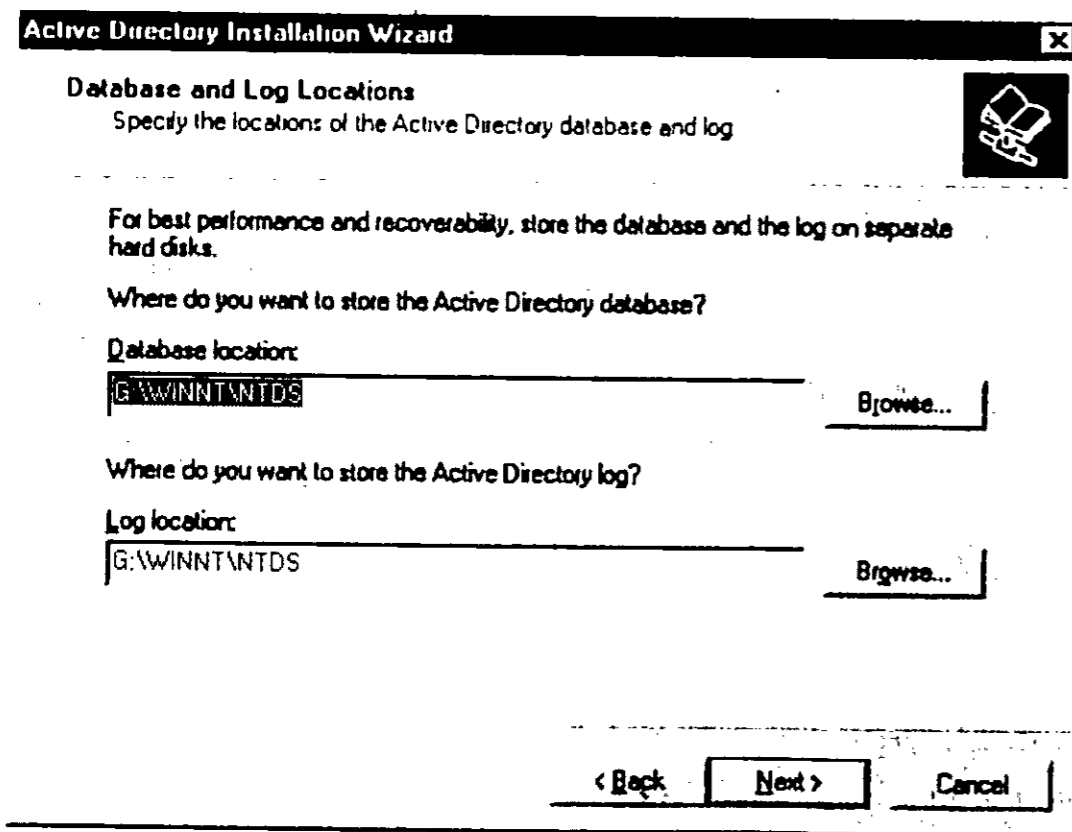 Active Directory Installation Wizard
Database and Log Locations
Specify the locations of the Active Directory database and log
For best performance and recoverability, store the database and the log on separate
hard disks.
Where do you want to store the Active Directory database?
Database location:
G:\WINNT\NTDS
Browse...
Where do you want to store the Active Directory log?
Log location:
G:\WINNT\NTDS
Browse...
< Back
Next >
Cancel